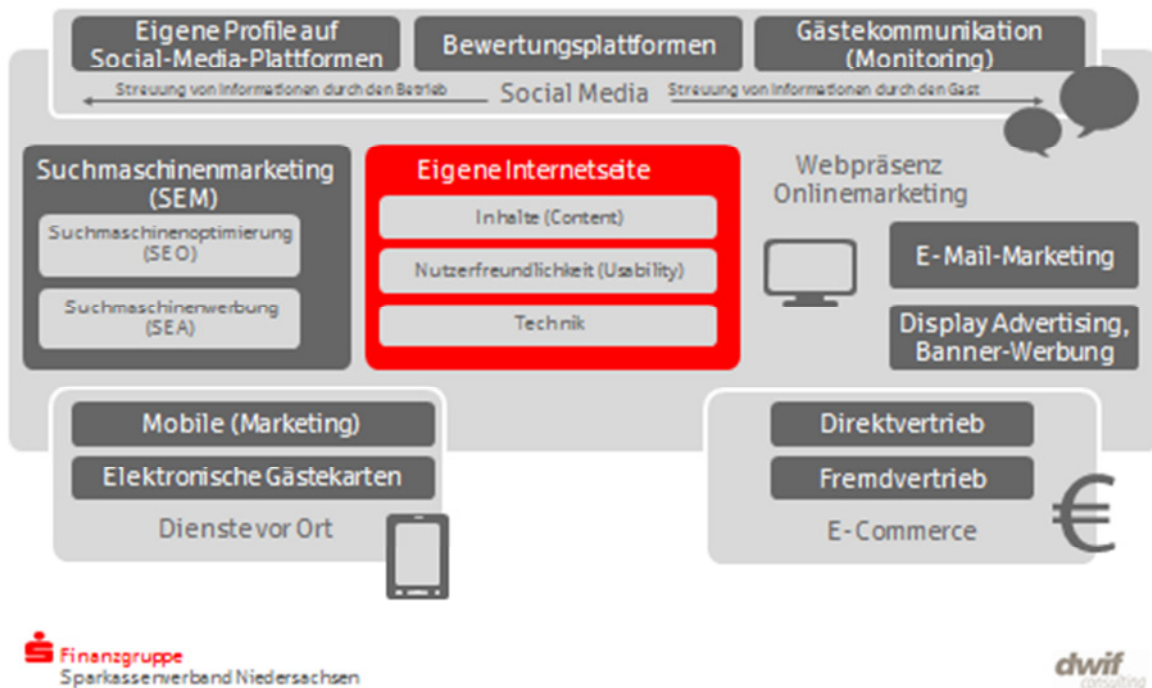 Eigene Profile auf
Social-Media-Plattformen
Bewertungsplattformen
Gästekommunikation
(Monitoring)
Streuung von Informationen durch den Betrieb
Social Media
Streuung von Informationen durch den Gast
Suchmaschinenmarketing
(SEM)
Suchmaschinenoptimierung
(SEO)
Suchmaschinenwerbung
(SEA)
Eigene Internetseite
Inhalte (Content)
Nutzerfreundlichkeit (Usability)
Technik
Webpräsenz
Onlinemarketing
E-Mail-Marketing
Display Advertising,
Banner-Werbung
Mobile (Marketing)
Elektronische Gästekarten
Dienste vor Ort
Direktvertrieb
Fremdvertrieb
E-Commerce
€
Finanzgruppe
Sparkassenverband Niedersachsen
dwif
consulting